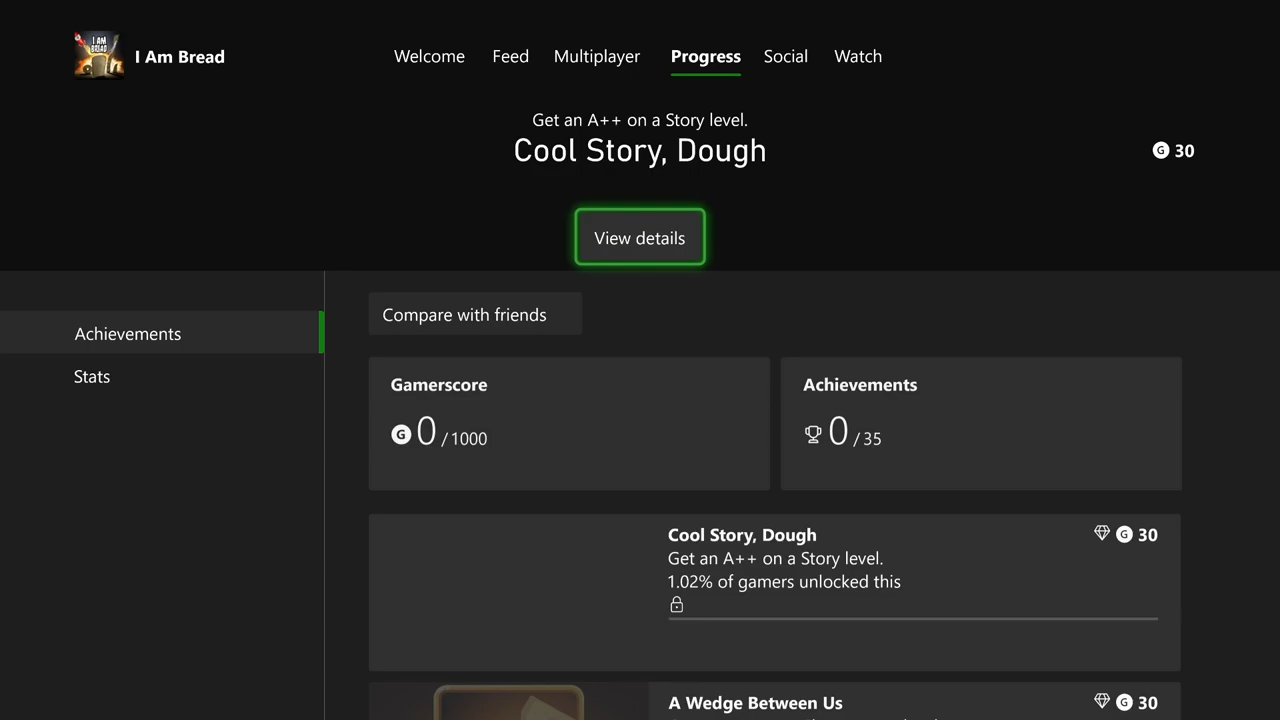 I AM
BREAD
I Am Bread
Welcome Feed Multiplayer Progress Social Watch
Get an A++ on a Story level.
Cool Story, Dough
G 30
View details
Achievements
Stats
Compare with friends
Gamerscore
G 0 / 1000
Achievements
0 / 35
Cool Story, Dough
G 30
Get an A++ on a Story level.
1.02% of gamers unlocked this
A Wedge Between Us
G 30